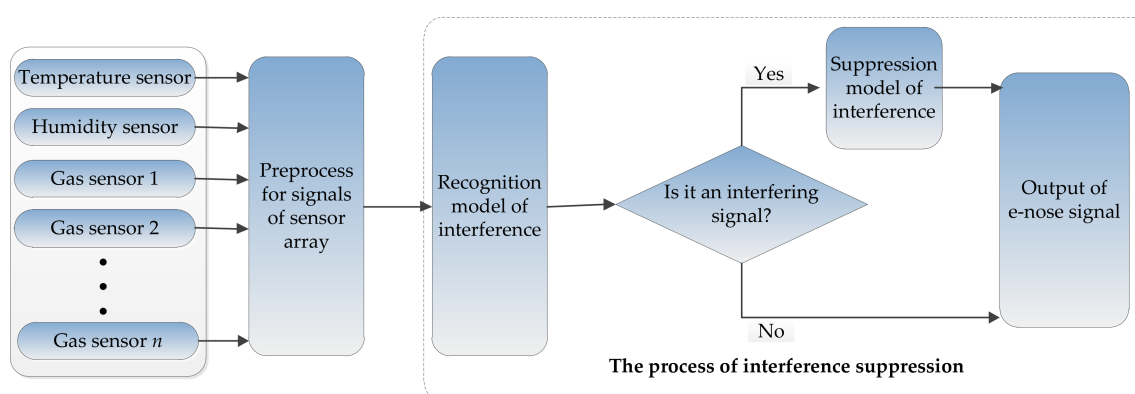 Temperature sensor
Humidity sensor
Gas sensor 1
Gas sensor 2
Gas sensor n
Preprocess
for signals
of sensor
array
Recognition
model of
interference
Is it an interfering
signal?
Yes
No
Suppression
model of
interference
Output of
e-nose signal
The process of interference suppression